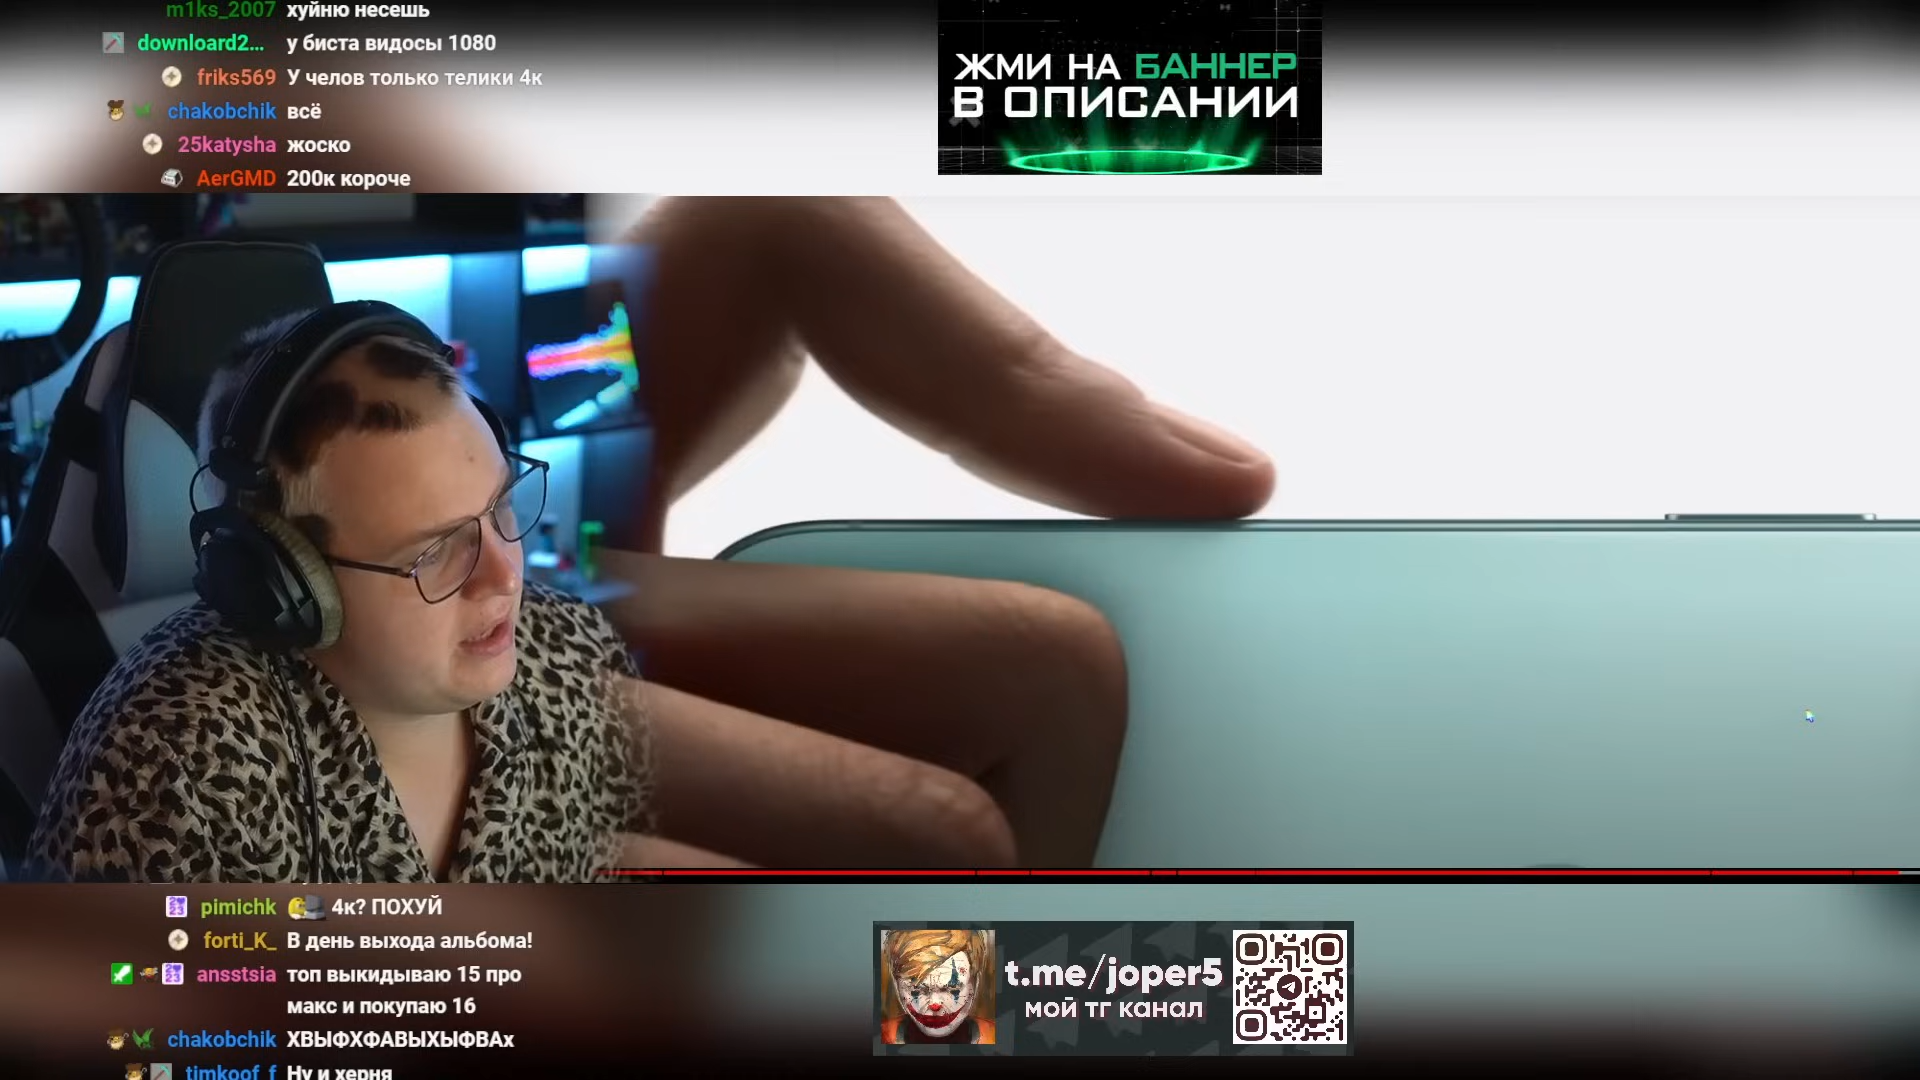 m1ks_2007 хуйню несешь
downloard2... у биста видосы 1080
friks569 У челов только телики 4к
chakobchik всё
25katysha жоско
AerGMD 200к короче
ЖМИ НА БАННЕР
В ОПИСАНИИ
pimichk 4к? ПОХУЙ
forti_K_ В день выхода альбома!
ansstsia топ выкидываю 15 про
макс и покупаю 16
chakobchik ХВЫФХФАВЫХЫФВАх
timkoof_f Ну и херня
t.me/joper5
мой тг канал